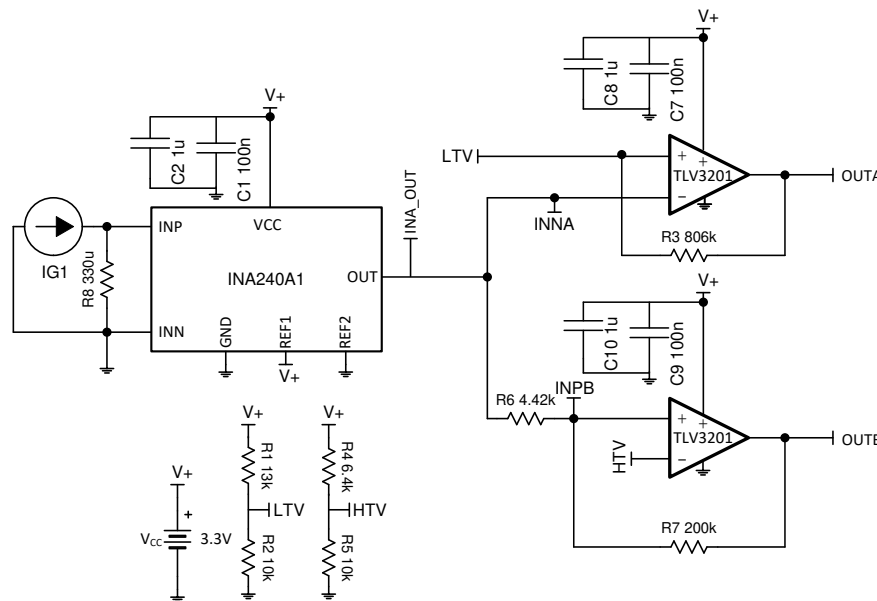 V+
C8 1u
C7 100n
LTV
+
+
TLV3201
−
OUTA
INNA
R3 806k
V+
C2 1u
C1 100n
INA_OUT
IG1
R8 330u
INP
VCC
INA240A1
OUT
INN
GND
REF1
REF2
V+
V+
C10 1u
C9 100n
INPB
R6 4.42k
+
+
TLV3201
−
HTV
R7 200k
V+
+
VCC 3.3V
V+
R1 13k
LTV
R2 10k
V+
R4 6.4k
HTV
R5 10k